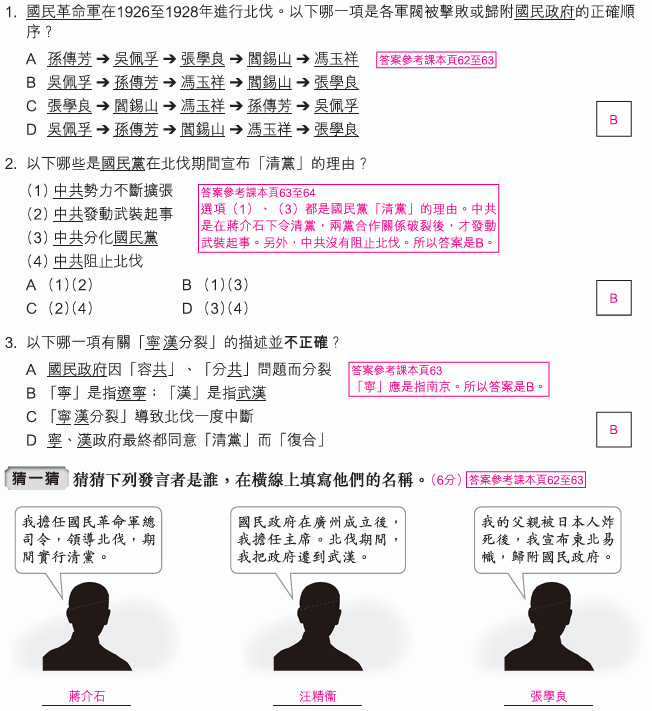 1. 國民革命軍在1926至1928年進行北伐。以下哪一項是各軍閥被擊敗或歸附國民政府的正確順
序？
A 孫傳芳 ➔ 吳佩孚 ➔ 張學良 ➔ 閻錫山 ➔ 馮玉祥 答案參考課本頁62至63
B 吳佩孚 ➔ 孫傳芳 ➔ 馮玉祥 ➔ 閻錫山 ➔ 張學良
C 張學良 ➔ 閻錫山 ➔ 馮玉祥 ➔ 孫傳芳 ➔ 吳佩孚
D 吳佩孚 ➔ 孫傳芳 ➔ 閻錫山 ➔ 馮玉祥 ➔ 張學良
B
2. 以下哪些是國民黨在北伐期間宣布「清黨」的理由？
(1) 中共勢力不斷擴張
(2) 中共發動武裝起事
(3) 中共分化國民黨
(4) 中共阻止北伐
答案參考課本頁63至64
選項（1）、（3）都是國民黨「清黨」的理由。中共
是在蔣介石下令清黨，兩黨合作關係破裂後，才發動
武裝起事。另外，中共沒有阻止北伐。所以答案是B。
A (1)(2) B (1)(3)
C (2)(4) D (3)(4)
B
3. 以下哪一項有關「寧漢分裂」的描述並不正確？
A 國民政府因「容共」、「分共」問題而分裂
B 「寧」是指遼寧；「漢」是指武漢
C 「寧漢分裂」導致北伐一度中斷
D 寧、漢政府最終都同意「清黨」而「復合」
答案參考課本頁63
「寧」應是指南京。所以答案是B。
B
猜一猜 猜猜下列發言者是誰，在橫線上填寫他們的名稱。(6分) 答案參考課本頁62至63
我擔任國民革命軍總
司令，領導北伐，期
間實行清黨。
國民政府在廣州成立後，
我擔任主席。北伐期間，
我把政府遷到武漢。
我的父親被日本人炸
死後，我宣布東北易
幟，歸附國民政府。
蔣介石
汪精衞
張學良